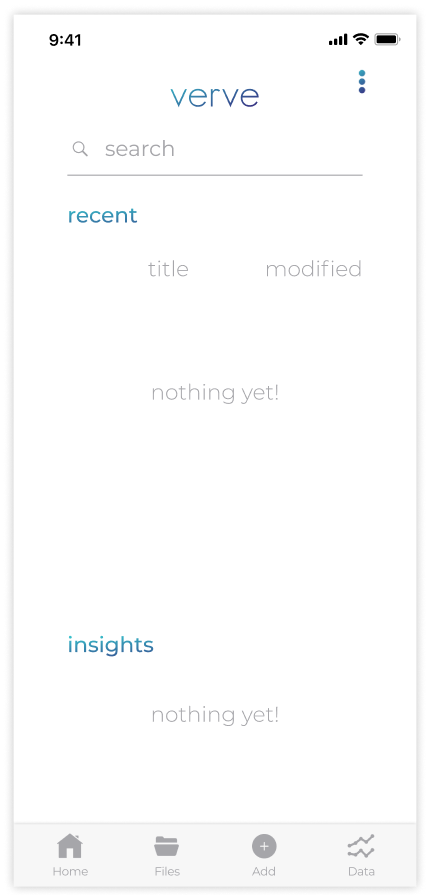 9:41
verve
search
recent
title modified
nothing yet!
insights
nothing yet!
Home Files Add Data